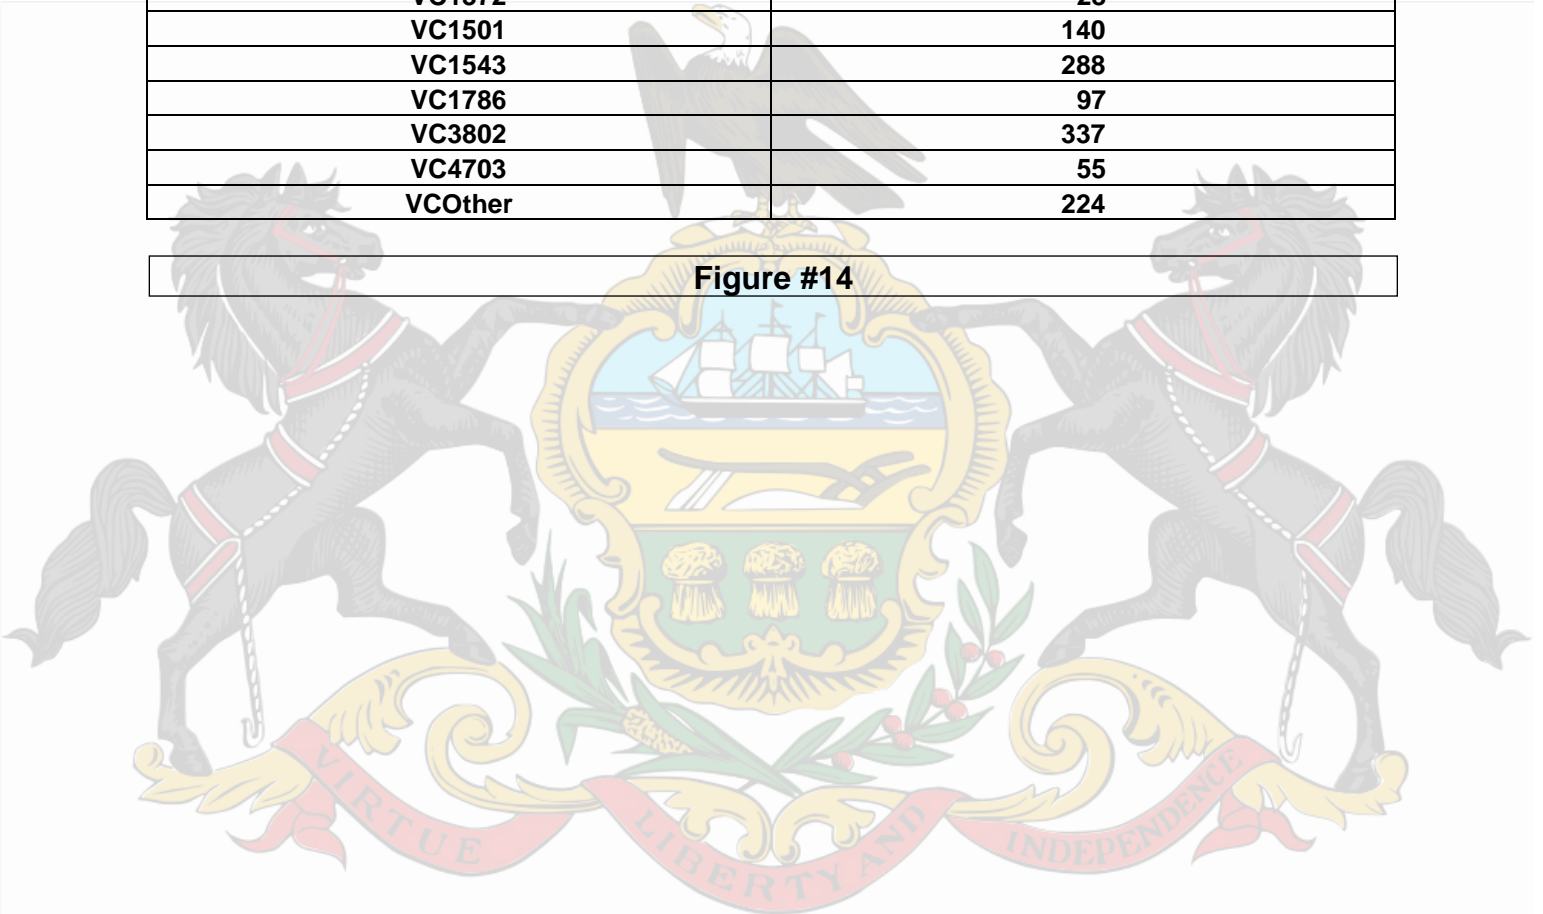 VC1501 140
VC1543 288
VC1786 97
VC3802 337
VC4703 55
VCOther 224
Figure #14
VIRTUE LIBERTY AND INDEPENDENCE